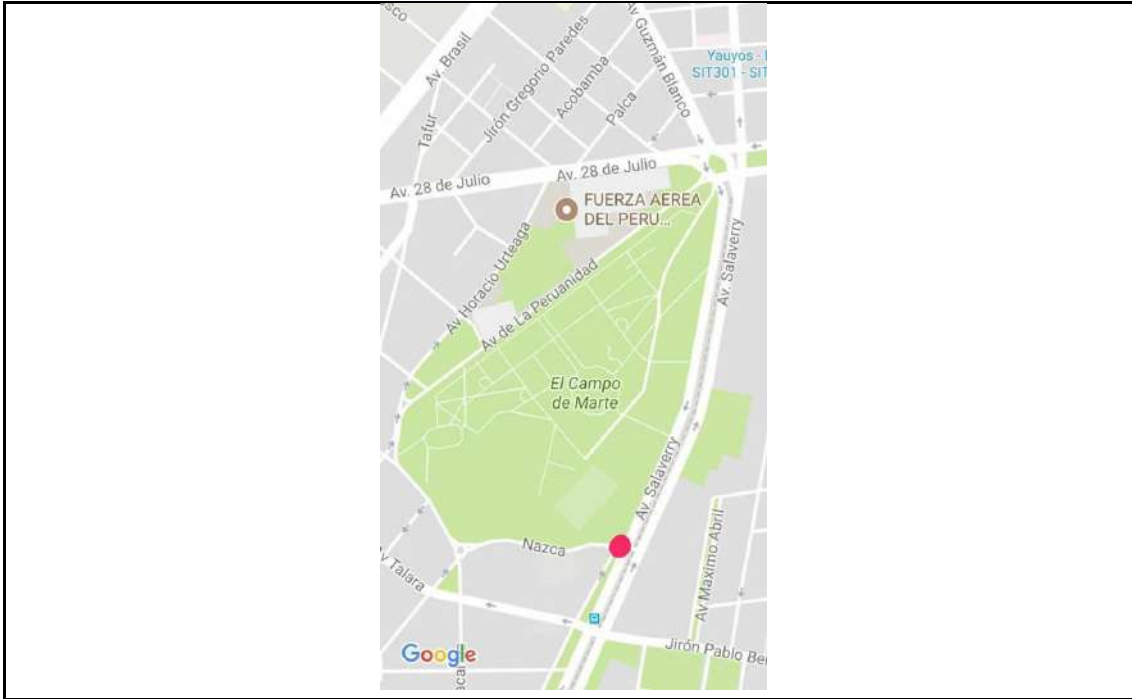 Av. Brasil
Av Guzmán Blanco
Yauyos -
SIT301 - SIT
Jirón Gregorio Paredes
Acobamba
Palca
Tafur
Av. 28 de Julio
Av. 28 de Julio
FUERZA AEREA
DEL PERU...
Av. Salaverry
Av Horacio Urteaga
Av de La Peruanidad
El Campo
de Marte
Av. Salaverry
Nazca
Av Maximo Abril
Av Talara
Google
Jirón Pablo Ber